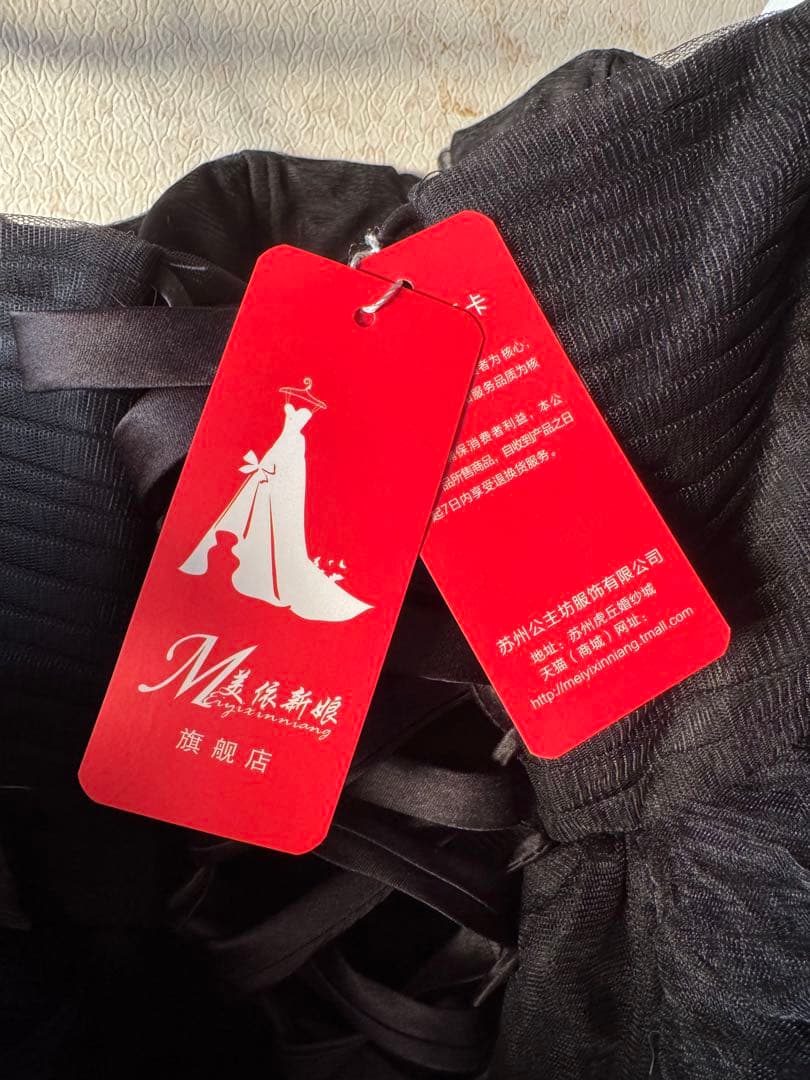 美依新娘
Meiyixinniang
旗舰店
卡
者为核心，
服务品质为核
保消费者利益，本公
品所售商品，自收到产品之日
起7日内享受退换货服务。
苏州公主坊服饰有限公司
地址：苏州虎丘婚纱城
天猫（商城）网址：
http://meiyixinniang.tmall.com